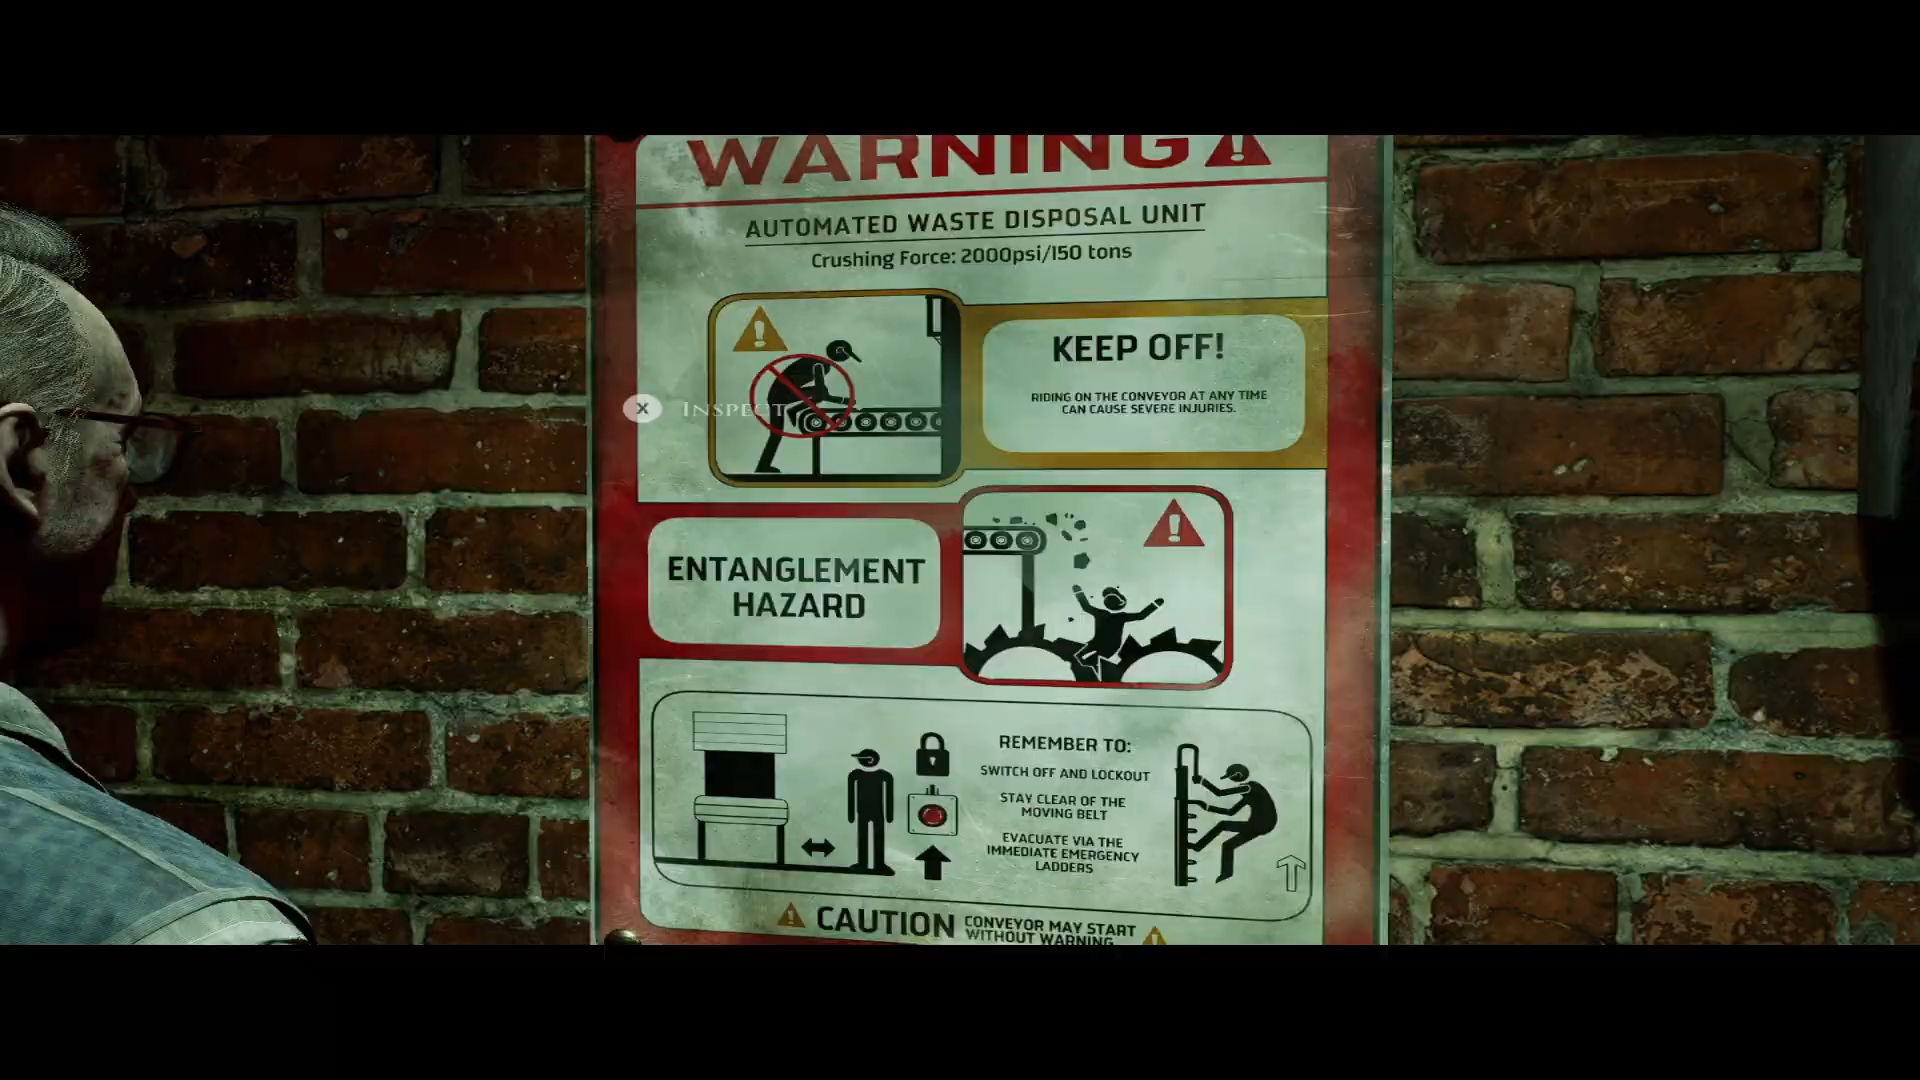 WARNING
AUTOMATED WASTE DISPOSAL UNIT
Crushing Force: 2000psi/150 tons
KEEP OFF!
RIDING ON THE CONVEYOR AT ANY TIME
CAN CAUSE SEVERE INJURIES.
X INSPECT
ENTANGLEMENT
HAZARD
REMEMBER TO:
SWITCH OFF AND LOCKOUT
STAY CLEAR OF THE
MOVING BELT
EVACUATE VIA THE
IMMEDIATE EMERGENCY
LADDERS
CAUTION
CONVEYOR MAY START
WITHOUT WARNING